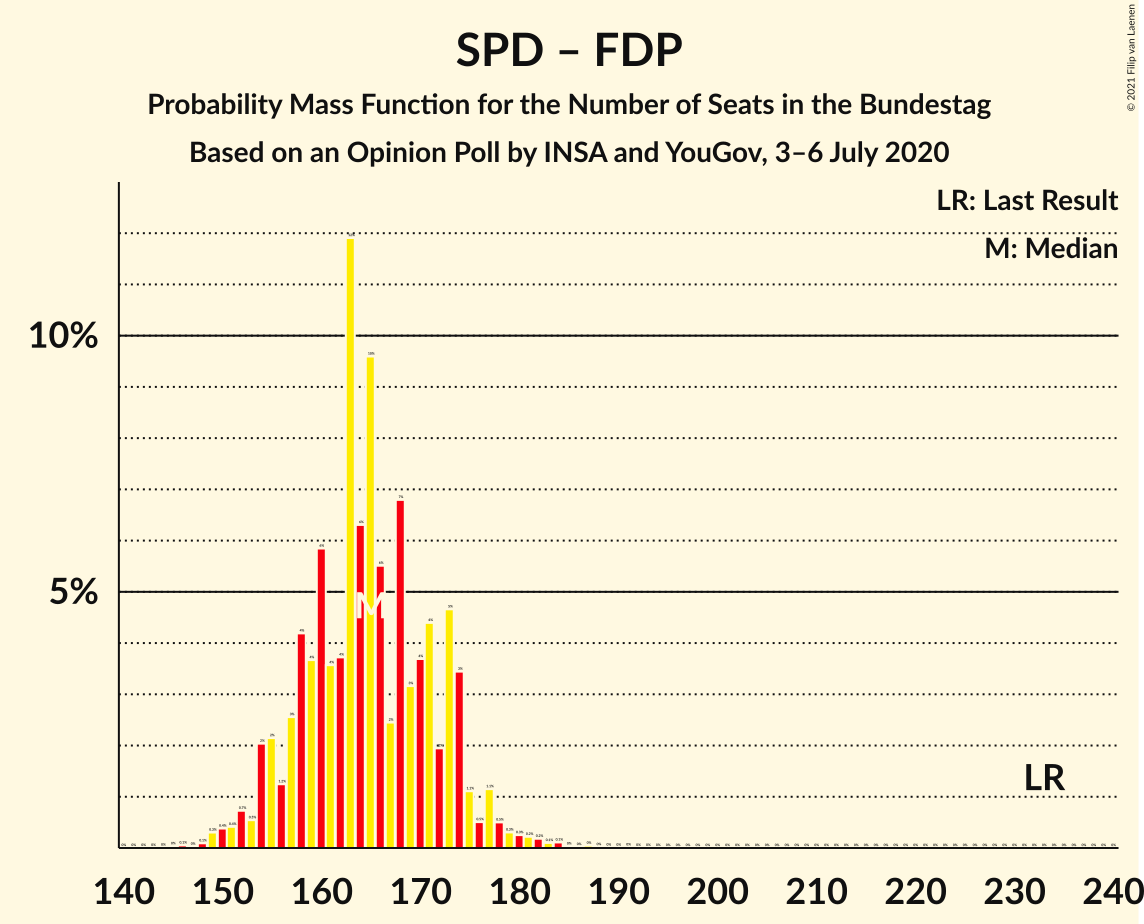 SPD – FDP
Probability Mass Function for the Number of Seats in the Bundestag
Based on an Opinion Poll by INSA and YouGov, 3–6 July 2020
© 2021 Filip van Laenen
LR: Last Result
M: Median
10%
5%
M
LR
140 150 160 170 180 190 200 210 220 230 240